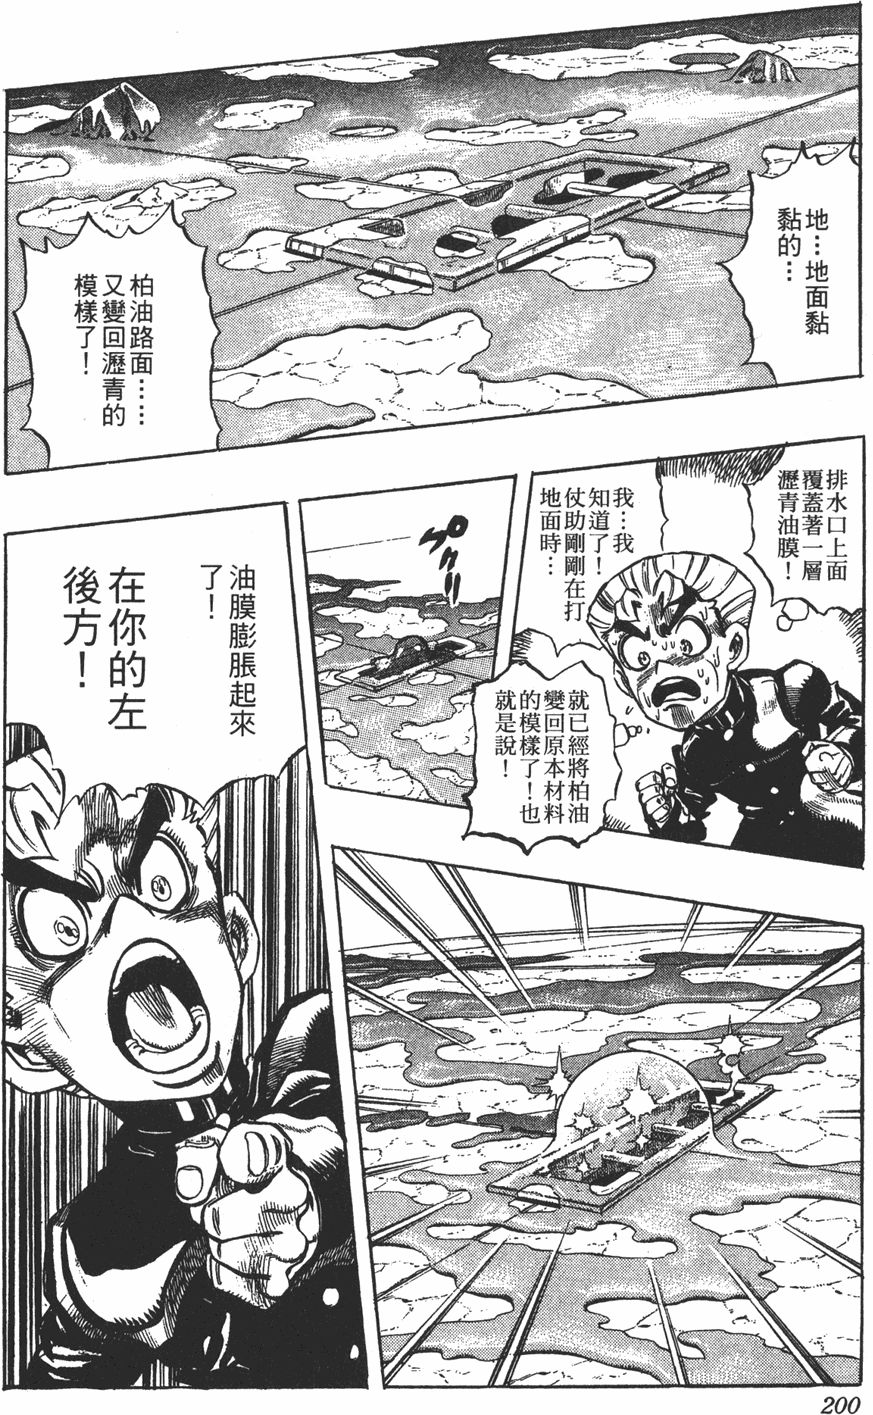 地…地面黏
黏的…
柏油路面……
又變回瀝青的
模樣了！
排水口上面
覆蓋著一層
瀝青油膜！
我…我
知道了！
仗助剛剛在打
地面時…
就已經將柏油
變回原本材料
的模樣了！也
就是說！
プクリ
油膜膨脹起來
了！
在你的左
後方！
200